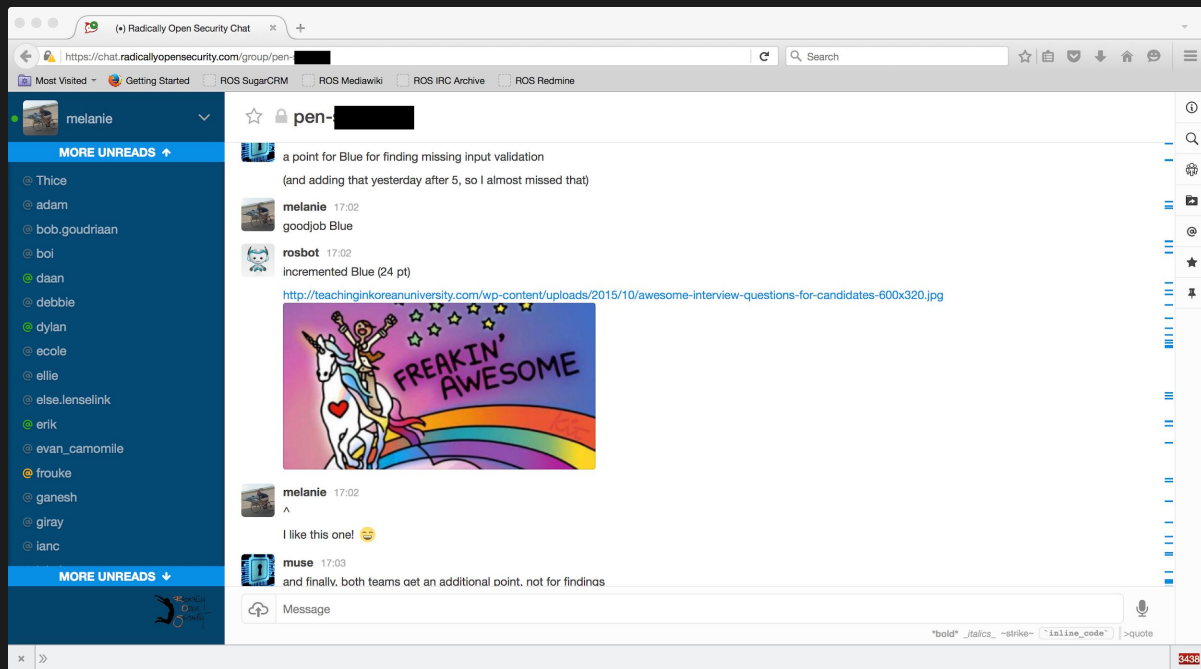 (•) Radically Open Security Chat
https://chat.radicallyopensecurity.com/group/pen-
Search
Most Visited
Getting Started
ROS SugarCRM
ROS Mediawiki
ROS IRC Archive
ROS Redmine
melanie
MORE UNREADS
@ Thice
@ adam
@ bob.goudriaan
@ boi
@ daan
@ debbie
@ dylan
@ ecole
@ ellie
@ else.lenselink
@ erik
@ evan_camomile
@ frouke
@ ganesh
@ giray
@ ianc
MORE UNREADS
Radically
Open
Security
pen-
a point for Blue for finding missing input validation
(and adding that yesterday after 5, so I almost missed that)
melanie 17:02
goodjob Blue
rosbot 17:02
incremented Blue (24 pt)
http://teachinginkoreanuniversity.com/wp-content/uploads/2015/10/awesome-interview-questions-for-candidates-600x320.jpg
FREAKIN'
AWESOME
melanie 17:02
^
I like this one!
muse 17:03
and finally, both teams get an additional point, not for findings
Message
*bold* _italics_ ~strike~ `inline_code` >quote
3438